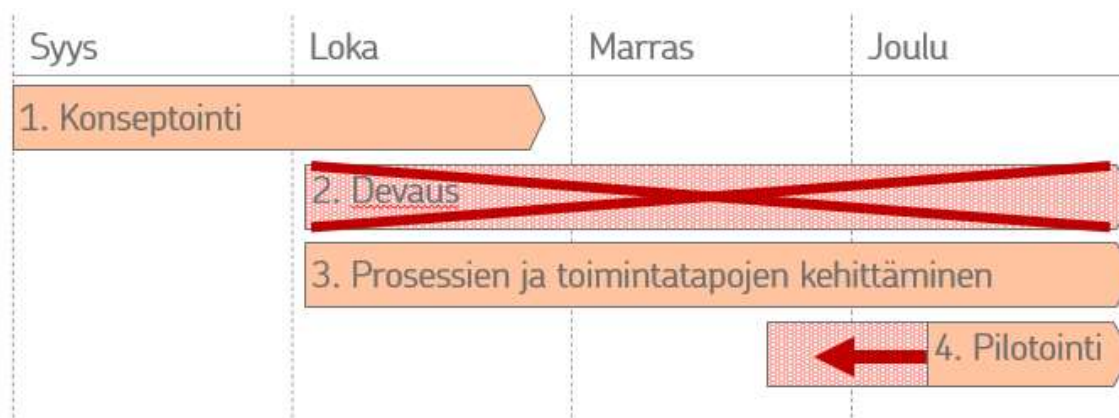 Syys Loka Marras Joulu
1. Konseptointi
2. Devaus
3. Prosessien ja toimintatapojen kehittäminen
4. Pilotointi